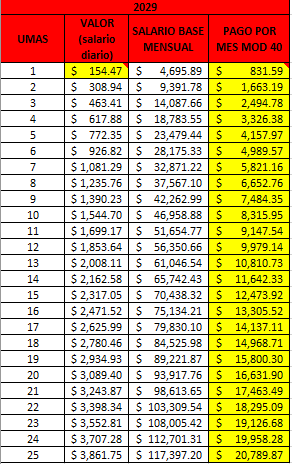 2029
UMAS VALOR (salario diario) SALARIO BASE MENSUAL PAGO POR MES MOD 40
1 $ 154.47 $ 4,695.89 $ 831.59
2 $ 308.94 $ 9,391.78 $ 1,663.19
3 $ 463.41 $ 14,087.66 $ 2,494.78
4 $ 617.88 $ 18,783.55 $ 3,326.38
5 $ 772.35 $ 23,479.44 $ 4,157.97
6 $ 926.82 $ 28,175.33 $ 4,989.57
7 $ 1,081.29 $ 32,871.22 $ 5,821.16
8 $ 1,235.76 $ 37,567.10 $ 6,652.76
9 $ 1,390.23 $ 42,262.99 $ 7,484.35
10 $ 1,544.70 $ 46,958.88 $ 8,315.95
11 $ 1,699.17 $ 51,654.77 $ 9,147.54
12 $ 1,853.64 $ 56,350.66 $ 9,979.14
13 $ 2,008.11 $ 61,046.54 $ 10,810.73
14 $ 2,162.58 $ 65,742.43 $ 11,642.33
15 $ 2,317.05 $ 70,438.32 $ 12,473.92
16 $ 2,471.52 $ 75,134.21 $ 13,305.52
17 $ 2,625.99 $ 79,830.10 $ 14,137.11
18 $ 2,780.46 $ 84,525.98 $ 14,968.71
19 $ 2,934.93 $ 89,221.87 $ 15,800.30
20 $ 3,089.40 $ 93,917.76 $ 16,631.90
21 $ 3,243.87 $ 98,613.65 $ 17,463.49
22 $ 3,398.34 $ 103,309.54 $ 18,295.09
23 $ 3,552.81 $ 108,005.42 $ 19,126.68
24 $ 3,707.28 $ 112,701.31 $ 19,958.28
25 $ 3,861.75 $ 117,397.20 $ 20,789.87